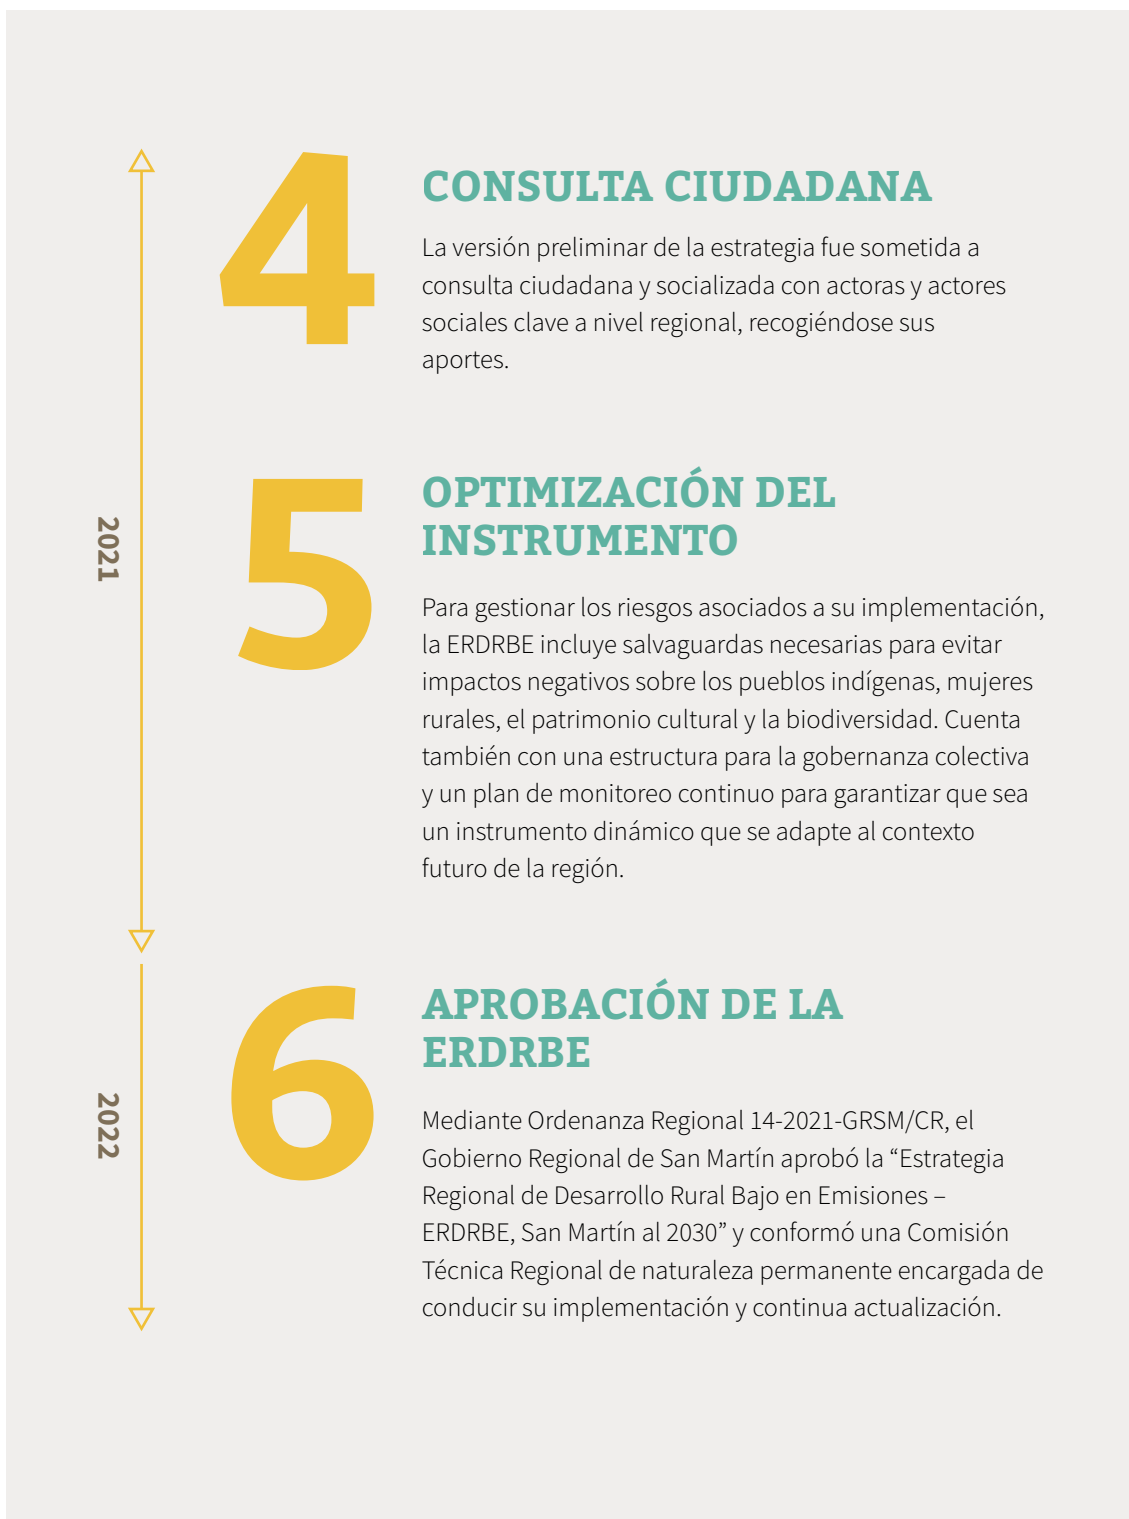 4
CONSULTA CIUDADANA
La versión preliminar de la estrategia fue sometida a
consulta ciudadana y socializada con actoras y actores
sociales clave a nivel regional, recogiéndose sus
aportes.
2021
5
OPTIMIZACIÓN DEL
INSTRUMENTO
Para gestionar los riesgos asociados a su implementación,
la ERDRBE incluye salvaguardas necesarias para evitar
impactos negativos sobre los pueblos indígenas, mujeres
rurales, el patrimonio cultural y la biodiversidad. Cuenta
también con una estructura para la gobernanza colectiva
y un plan de monitoreo continuo para garantizar que sea
un instrumento dinámico que se adapte al contexto
futuro de la región.
2022
6
APROBACIÓN DE LA
ERDRBE
Mediante Ordenanza Regional 14-2021-GRSM/CR, el
Gobierno Regional de San Martín aprobó la “Estrategia
Regional de Desarrollo Rural Bajo en Emisiones –
ERDRBE, San Martín al 2030” y conformó una Comisión
Técnica Regional de naturaleza permanente encargada de
conducir su implementación y continua actualización.